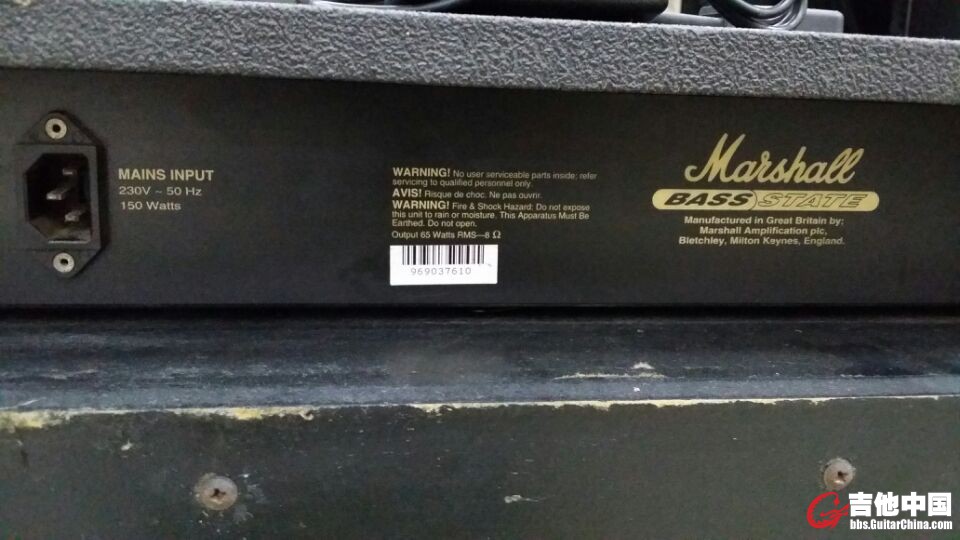 MAINS INPUT
230V ~ 50 Hz
150 Watts
WARNING! No user serviceable parts inside; refer
servicing to qualified personnel only.
AVIS! Risque de choc. Ne pas ouvrir.
WARNING! Fire & Shock Hazard: Do not expose
this unit to rain or moisture. This Apparatus Must Be
Earthed. Do not open.
Output 65 Watts RMS—8 Ω
969037610
Marshall
BASS STATE
Manufactured in Great Britain by;
Marshall Amplification plc,
Bletchley, Milton Keynes, England.
吉他中国
bbs.GuitarChina.com